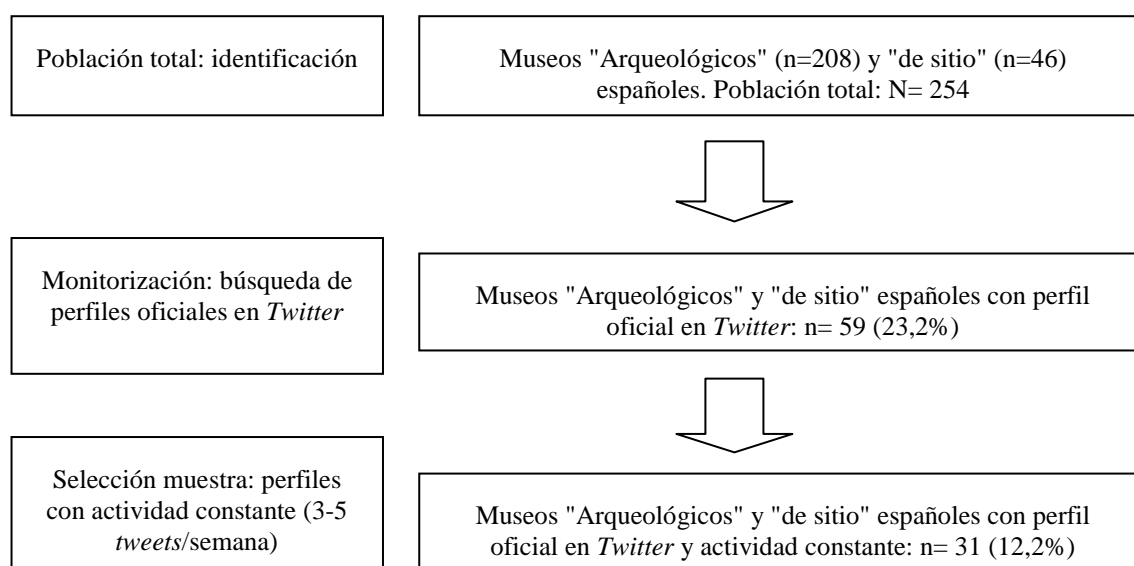 Población total: identificación
Museos "Arqueológicos" (n=208) y "de sitio" (n=46)
españoles. Población total: N= 254
Monitorización: búsqueda de
perfiles oficiales en Twitter
Museos "Arqueológicos" y "de sitio" españoles con perfil
oficial en Twitter: n= 59 (23,2%)
Selección muestra: perfiles
con actividad constante (3-5
tweets/semana)
Museos "Arqueológicos" y "de sitio" españoles con perfil
oficial en Twitter y actividad constante: n= 31 (12,2%)